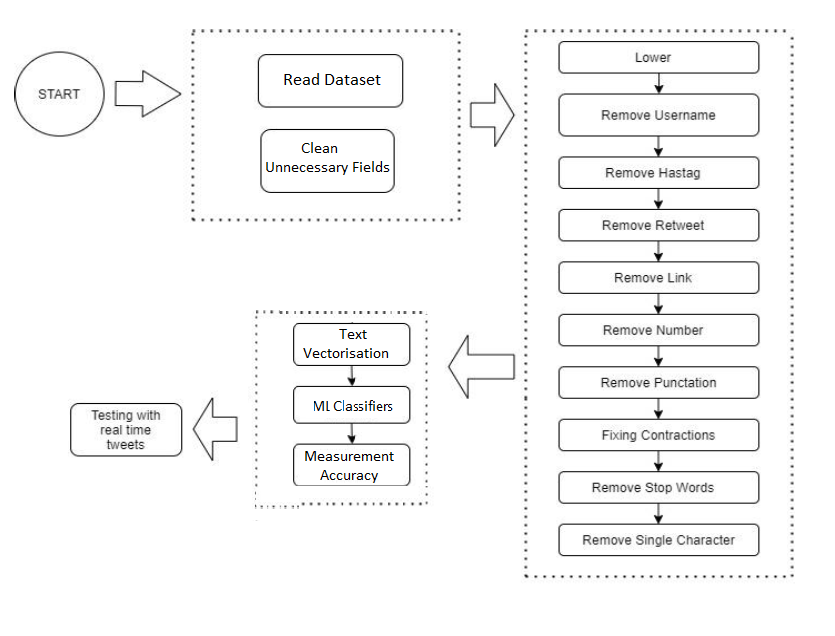 START
Read Dataset
Clean
Unnecessary Fields
Lower
Remove Username
Remove Hastag
Remove Retweet
Remove Link
Remove Number
Remove Punctation
Fixing Contractions
Remove Stop Words
Remove Single Character
Text
Vectorisation
ML Classifiers
Measurement
Accuracy
Testing with
real time
tweets